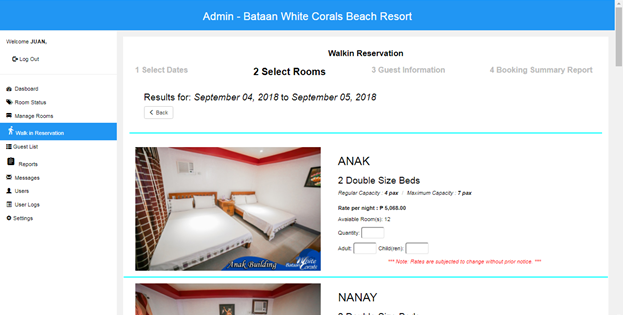 Admin - Bataan White Corals Beach Resort
Welcome JUAN,
Log Out
Dasboard
Room Status
Manage Rooms
Walk in Reservation
Guest List
Reports
Messages
Users
User Logs
Settings
Walkin Reservation
1 Select Dates
2 Select Rooms
3 Guest Information
4 Booking Summary Report
Results for: September 04, 2018 to September 05, 2018
< Back
ANAK
2 Double Size Beds
Regular Capacity : 4 pax / Maximum Capacity : 7 pax
Rate per night : ₱ 5,068.00
Available Room(s): 12
Quantity:
Adult: Child(ren):
*** Note: Rates are subjected to change without prior notice. ***
Anak Building
Bataan White Corals
NANAY